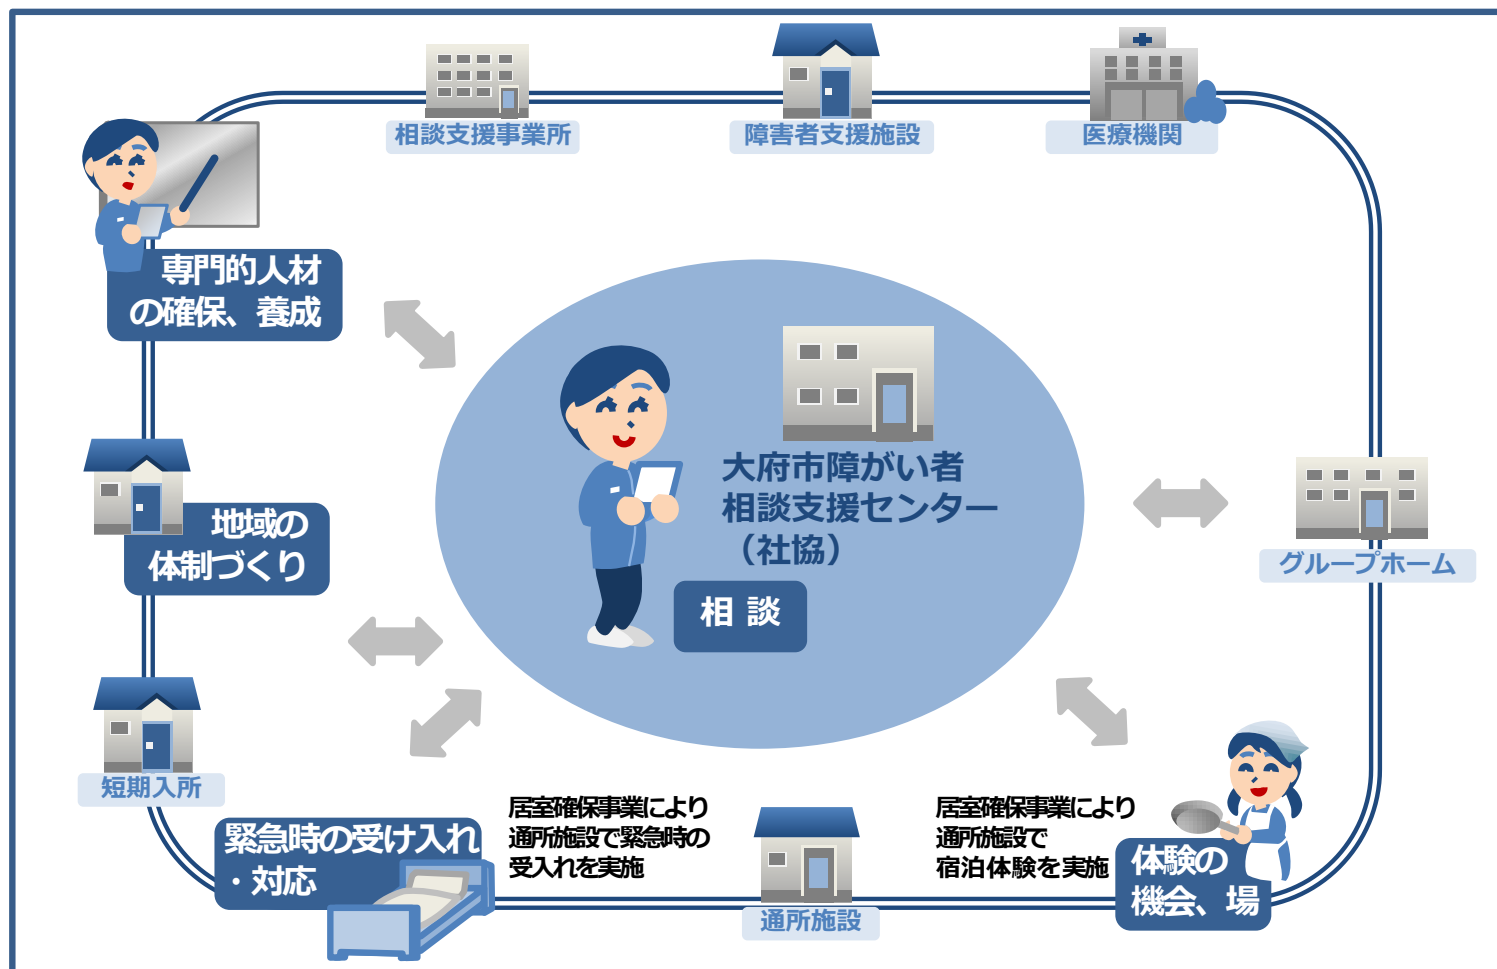 相談支援事業所
障害者支援施設
医療機関
専門的人材
の確保、養成
大府市障がい者
相談支援センター
（社協）
相 談
地域の
体制づくり
グループホーム
短期入所
緊急時の受け入れ
・対応
居室確保事業により
通所施設で緊急時の
受入れを実施
居室確保事業により
通所施設で
宿泊体験を実施
体験の
機会、場
通所施設